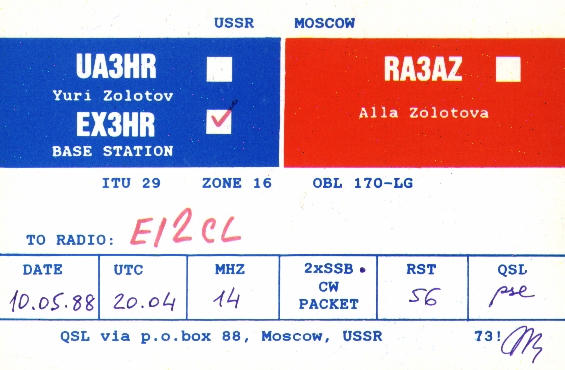 USSR MOSCOW
UA3HR
Yuri Zolotov
EX3HR
BASE STATION
RA3AZ
Alla Zolotova
ITU 29 ZONE 16 OBL 170-LG
TO RADIO: EI2CL
DATE UTC MHZ 2xSSB • RST QSL
CW
PACKET
10.05.88 20.04 14 56 pse
QSL via p.o.box 88, Moscow, USSR 73!